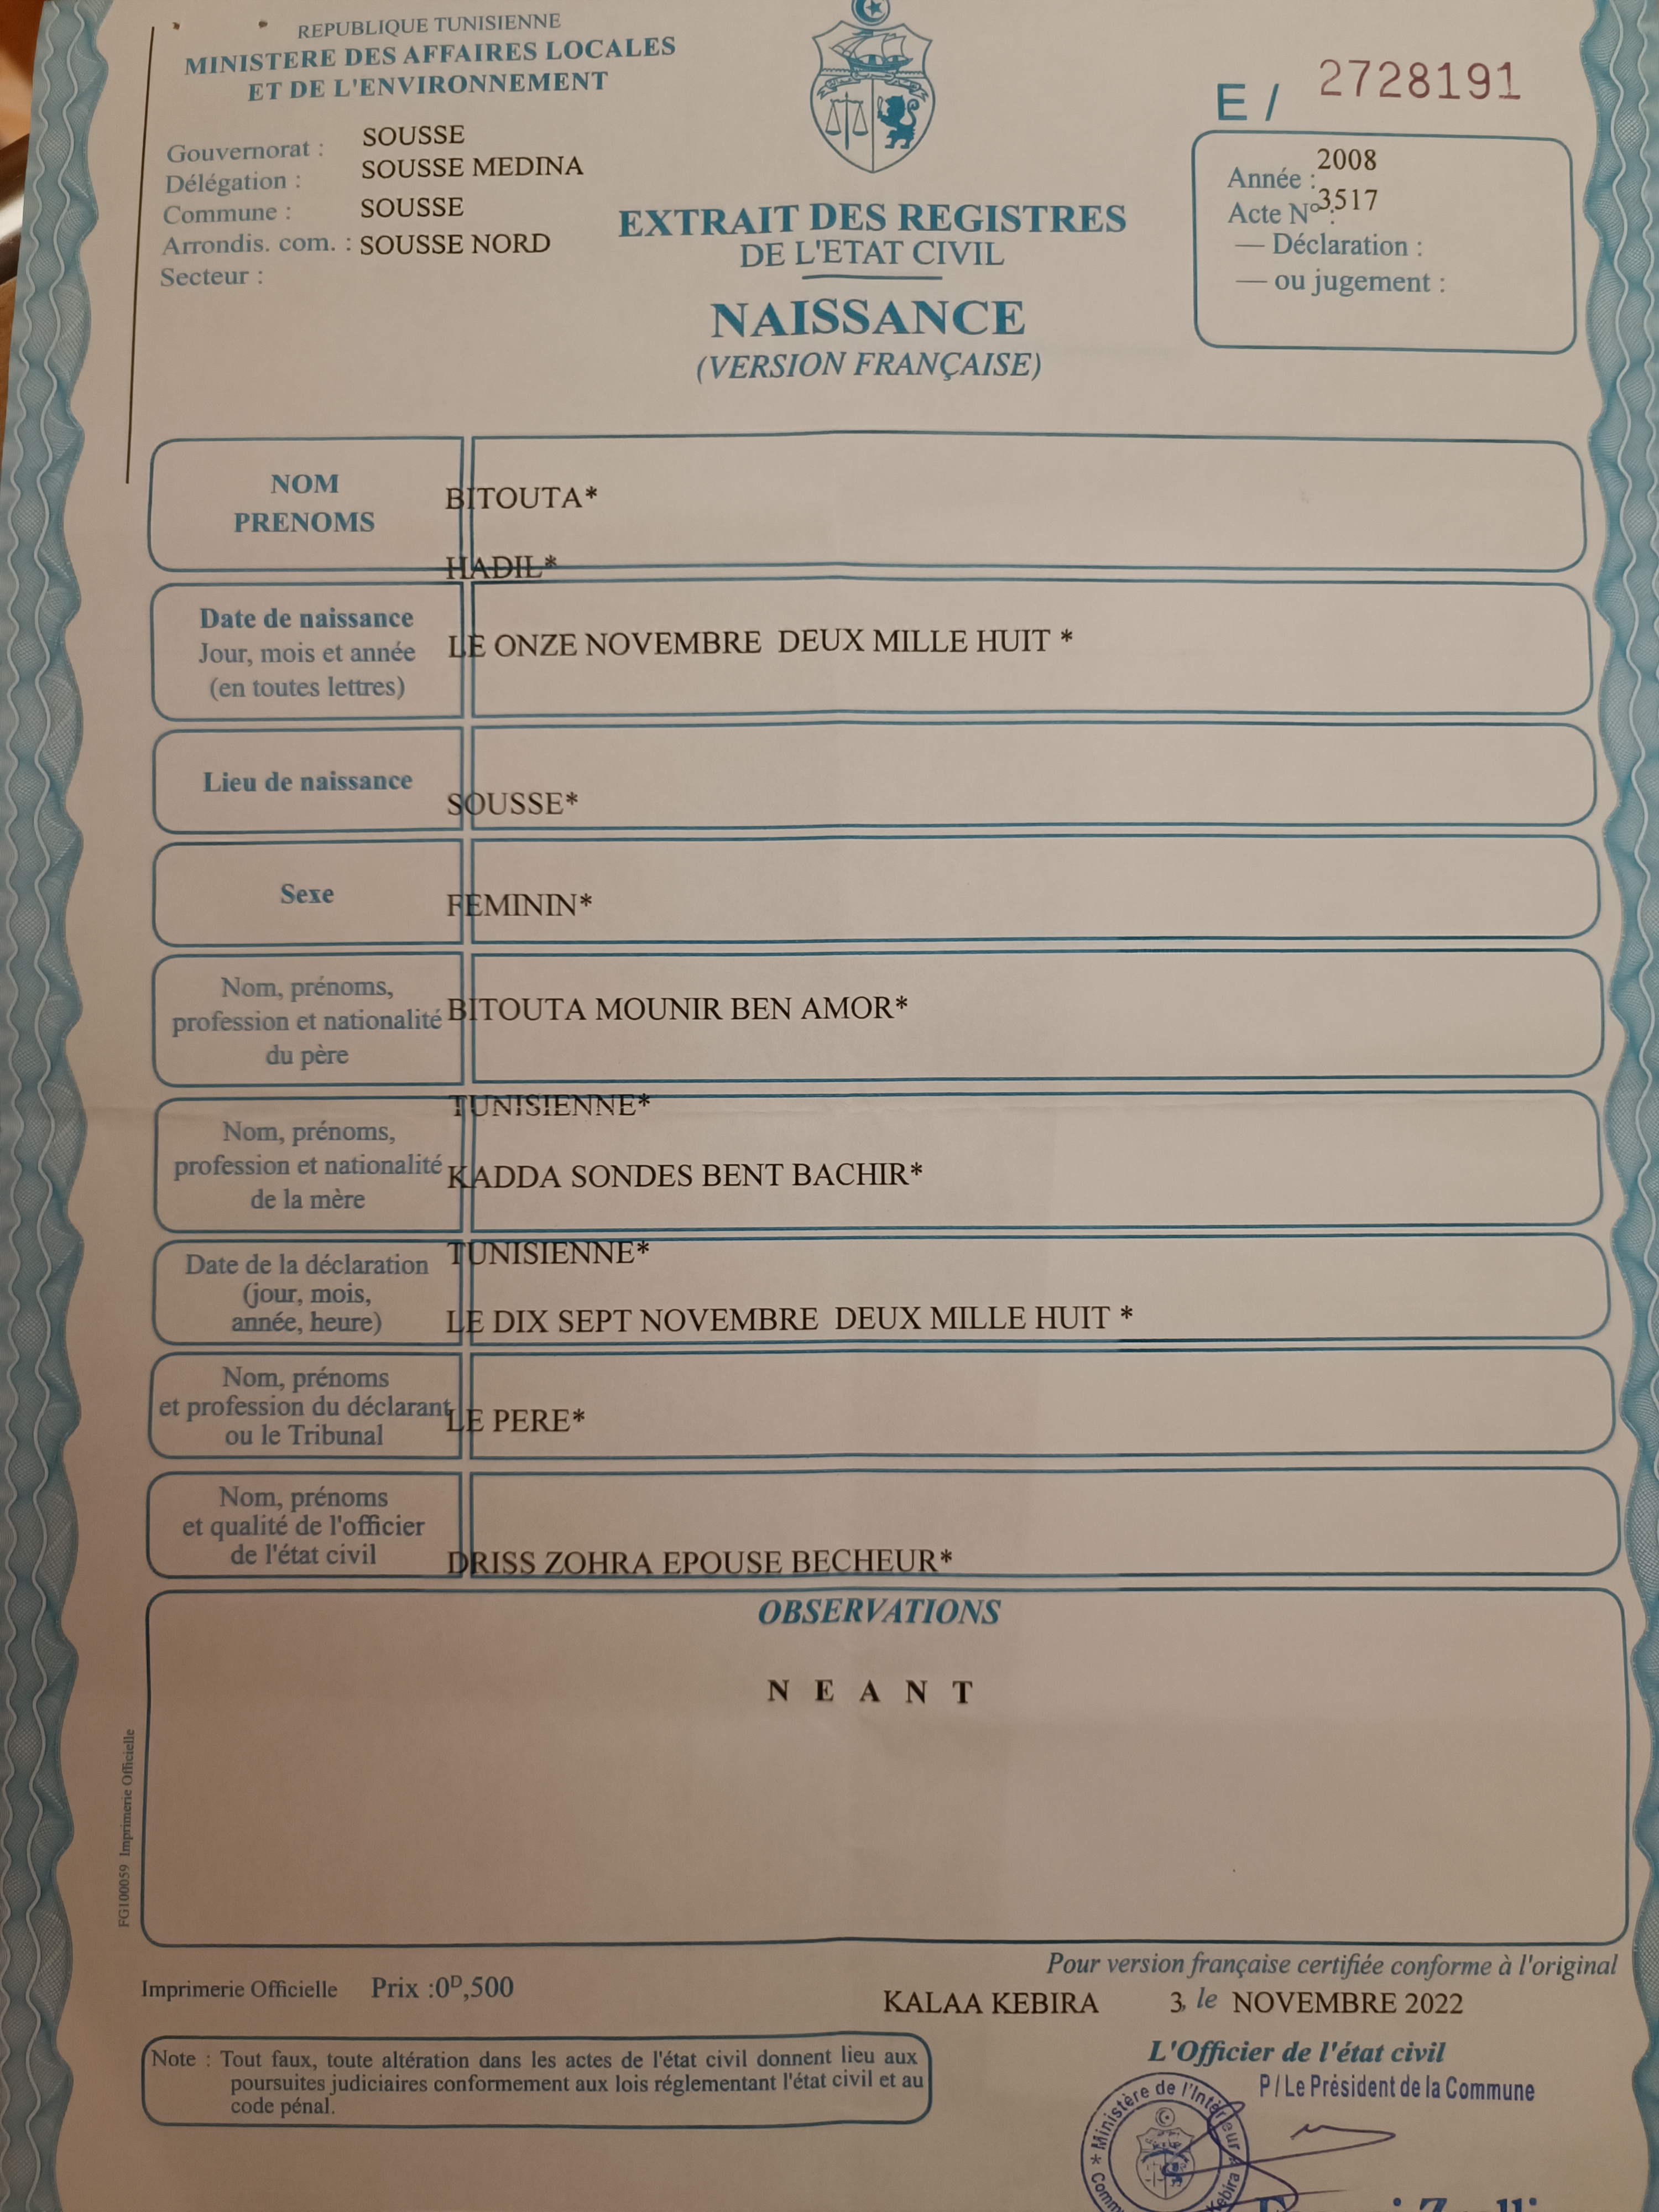 REPUBLIQUE TUNISIENNE
MINISTERE DES AFFAIRES LOCALES
ET DE L'ENVIRONNEMENT
E / 2728191
Gouvernorat : SOUSSE
Délégation : SOUSSE MEDINA
Commune : SOUSSE
Arrondis. com. : SOUSSE NORD
Secteur :
EXTRAIT DES REGISTRES
DE L'ETAT CIVIL
NAISSANCE
(VERSION FRANÇAISE)
Année : 2008
Acte N° : 3517
— Déclaration :
— ou jugement :
NOM
PRENOMS
BITOUTA*
HADIL*
Date de naissance
Jour, mois et année
(en toutes lettres)
LE ONZE NOVEMBRE DEUX MILLE HUIT *
Lieu de naissance
SOUSSE*
Sexe
FEMININ*
Nom, prénoms,
profession et nationalité
du père
BITOUTA MOUNIR BEN AMOR*
TUNISIENNE*
Nom, prénoms,
profession et nationalité
de la mère
KADDA SONDES BENT BACHIR*
TUNISIENNE*
Date de la déclaration
(jour, mois,
année, heure)
LE DIX SEPT NOVEMBRE DEUX MILLE HUIT *
Nom, prénoms
et profession du déclarant
ou le Tribunal
LE PERE*
Nom, prénoms
et qualité de l'officier
de l'état civil
DRISS ZOHRA EPOUSE BECHEUR*
OBSERVATIONS
N E A N T
FG100059 Imprimerie Officielle
Imprimerie Officielle Prix :0D,500
Pour version française certifiée conforme à l'original
KALAA KEBIRA 3, le NOVEMBRE 2022
Note : Tout faux, toute altération dans les actes de l'état civil donnent lieu aux
poursuites judiciaires conformement aux lois réglementant l'état civil et au
code pénal.
L'Officier de l'état civil
P / Le Président de la Commune
* Ministère de l'Intérieur *
Kebira